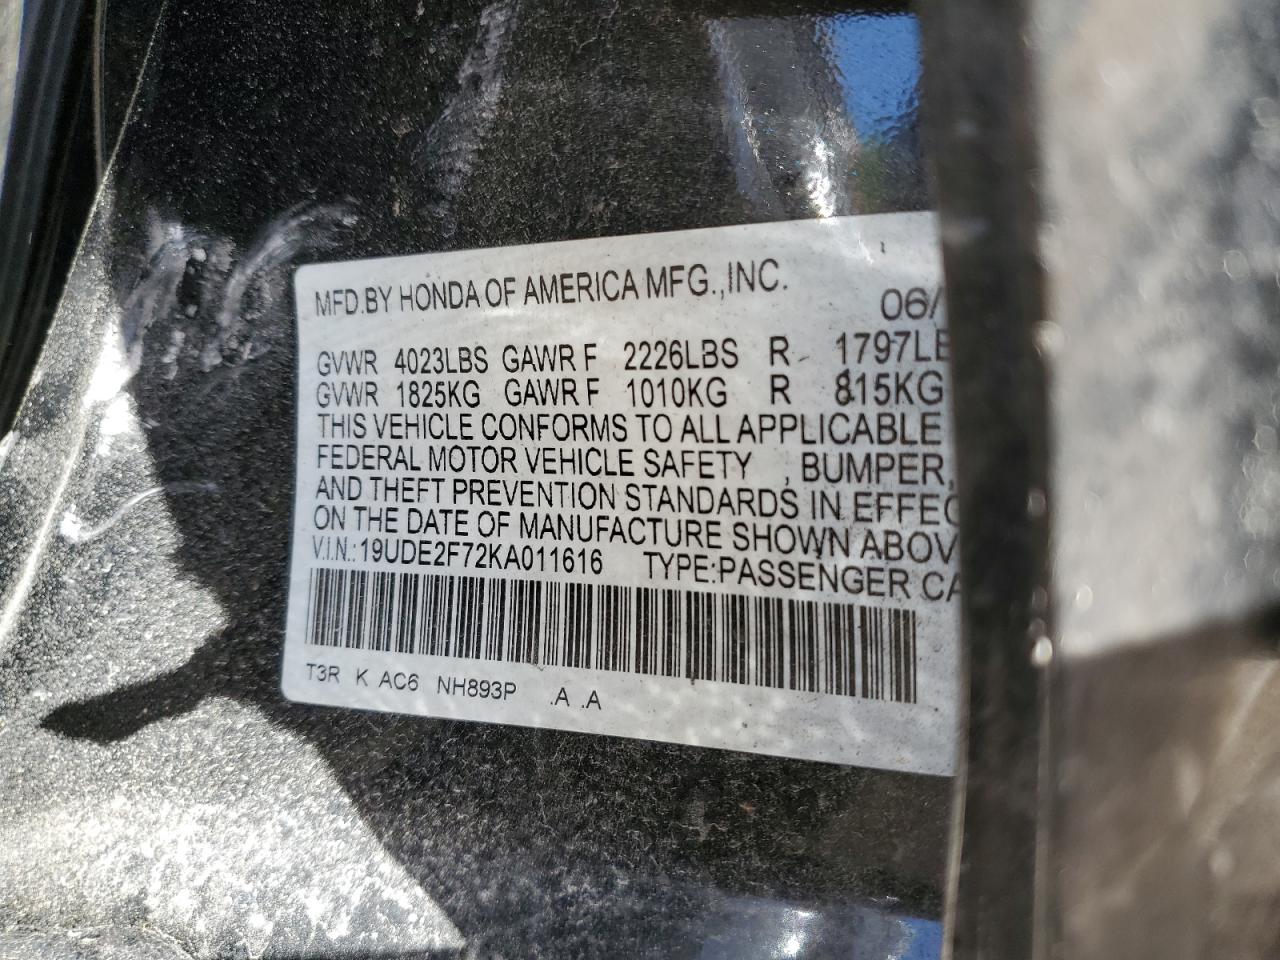 MFD.BY HONDA OF AMERICA MFG.,INC. 06/
GVWR 4023LBS GAWR F 2226LBS R 1797LB
GVWR 1825KG GAWR F 1010KG R 815KG
THIS VEHICLE CONFORMS TO ALL APPLICABLE
FEDERAL MOTOR VEHICLE SAFETY , BUMPER,
AND THEFT PREVENTION STANDARDS IN EFFEC
ON THE DATE OF MANUFACTURE SHOWN ABOV
V.I.N.:19UDE2F72KA011616 TYPE:PASSENGER CA
T3R K AC6 NH893P .A .A